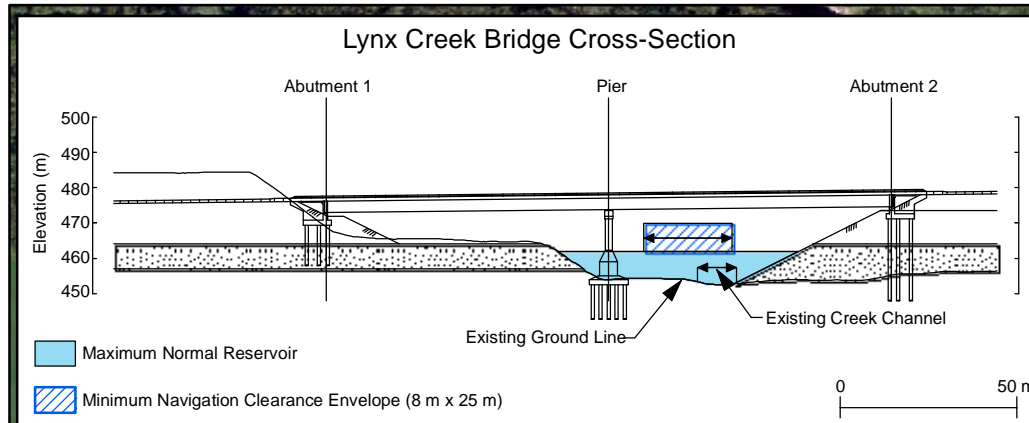 Lynx Creek Bridge Cross-Section
Abutment 1
Pier
Abutment 2
Elevation (m)
500
490
480
470
460
450
Existing Ground Line
Existing Creek Channel
Maximum Normal Reservoir
Minimum Navigation Clearance Envelope (8 m x 25 m)
0
50 m